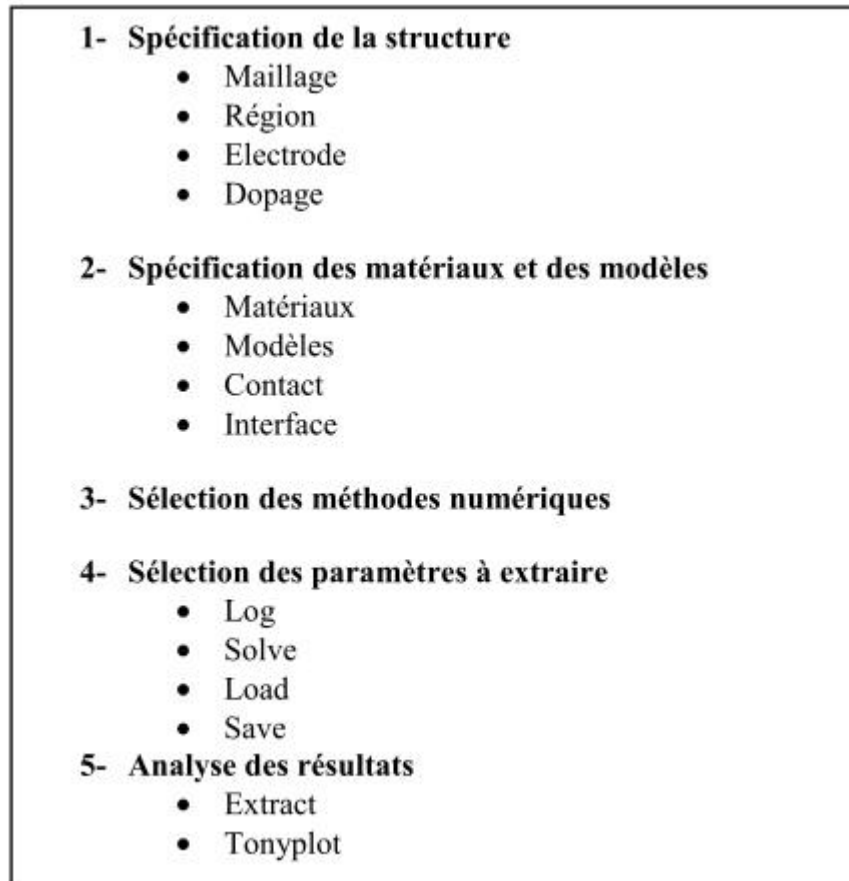 1- Spécification de la structure
• Maillage
• Région
• Electrode
• Dopage
2- Spécification des matériaux et des modèles
• Matériaux
• Modèles
• Contact
• Interface
3- Sélection des méthodes numériques
4- Sélection des paramètres à extraire
• Log
• Solve
• Load
• Save
5- Analyse des résultats
• Extract
• Tonyplot